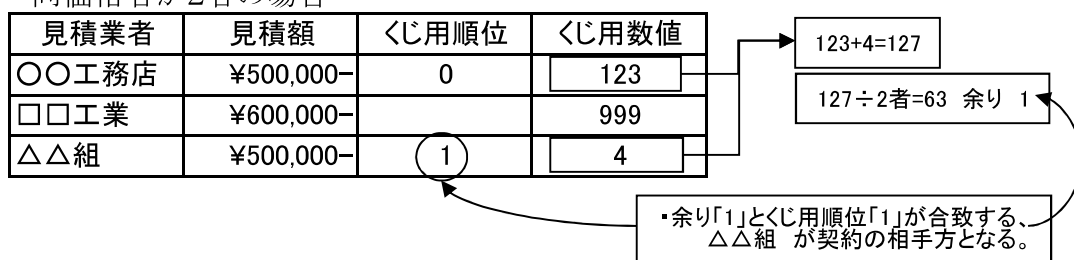 同価格者が2者の場合
見積業者 見積額 くじ用順位 くじ用数値
○○工務店 ¥500,000− 0 123
□□工業 ¥600,000− 999
△△組 ¥500,000− 1 4
123+4=127
127÷2者=63 余り 1
・余り「1」とくじ用順位「1」が合致する、
△△組 が契約の相手方となる。